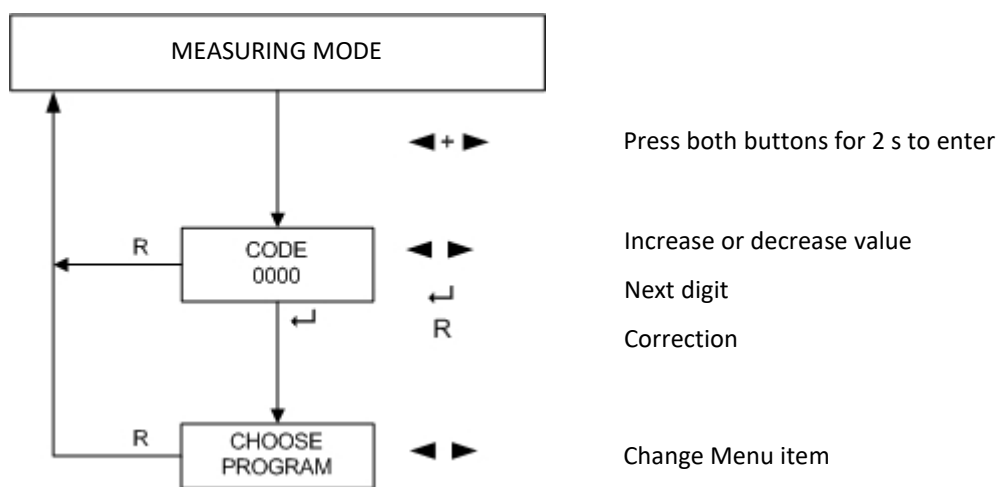 MEASURING MODE
◄ + ► Press both buttons for 2 s to enter
R CODE ◄ ► Increase or decrease value
0000
↵ ↵ Next digit
R Correction
R CHOOSE
PROGRAM ◄ ► Change Menu item